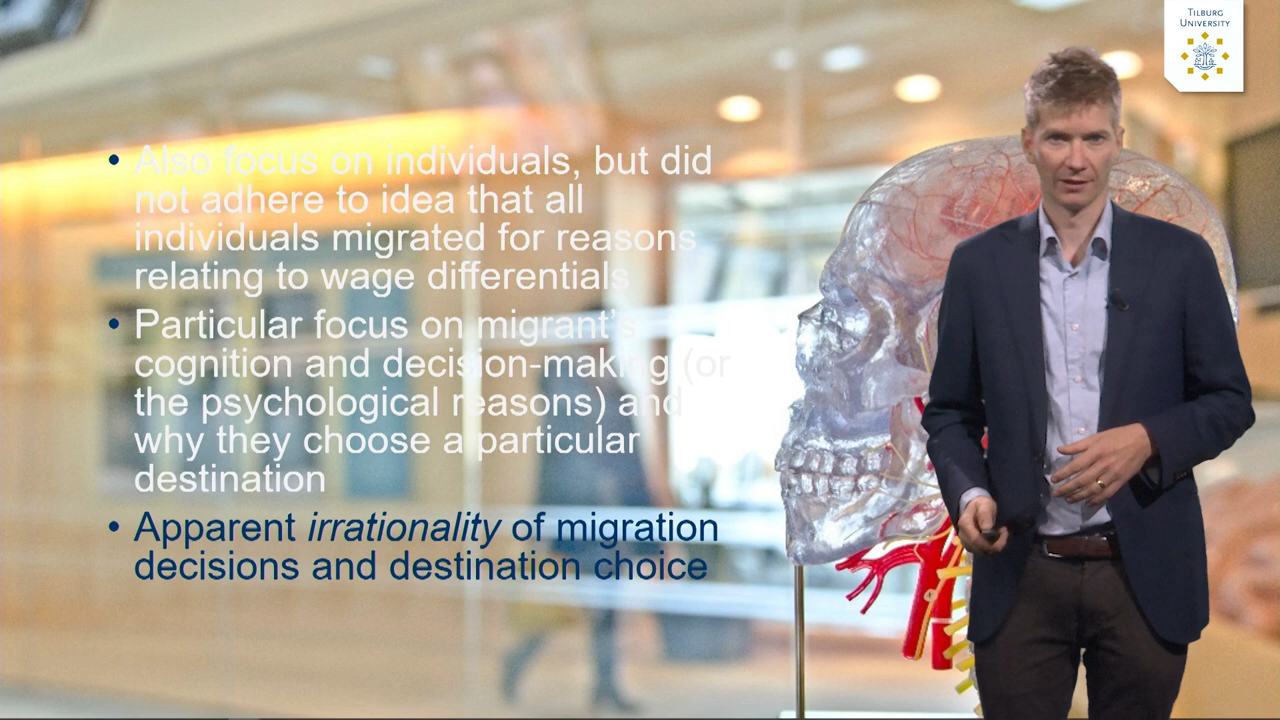 TILBURG
UNIVERSITY
• Also focus on individuals, but did
not adhere to idea that all
individuals migrated for reasons
relating to wage differentials
• Particular focus on migrant's
cognition and decision-making (or
the psychological reasons) and
why they choose a particular
destination
• Apparent irrationality of migration
decisions and destination choice